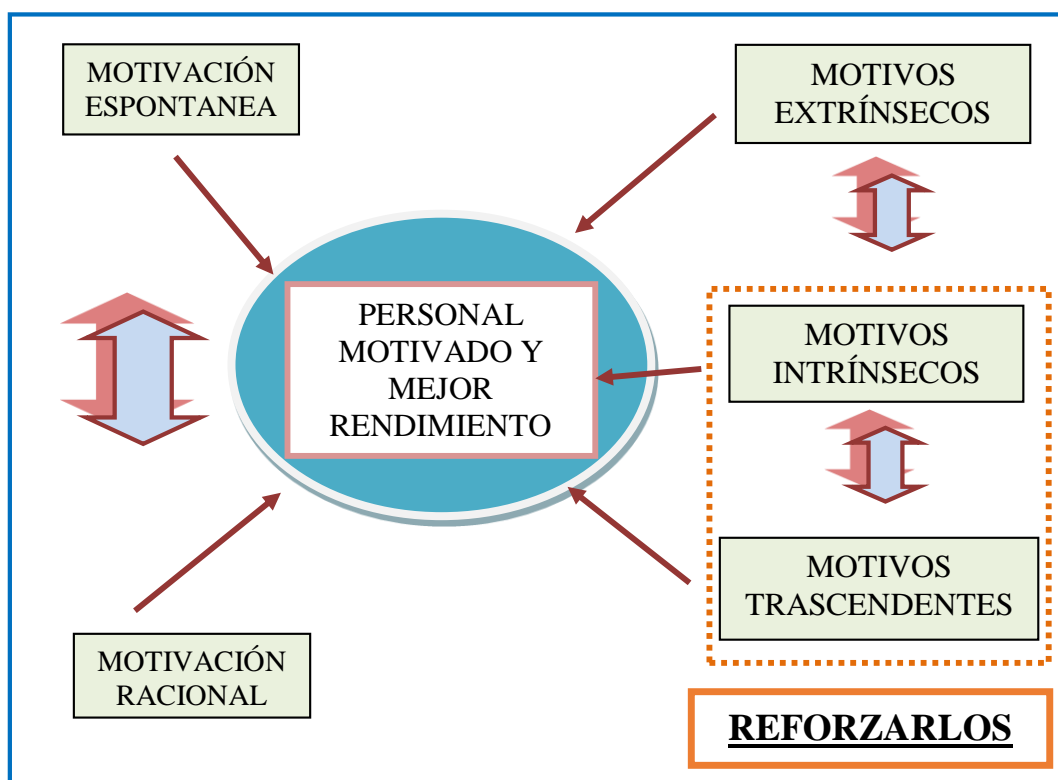 MOTIVACIÓN
ESPONTANEA
MOTIVOS
EXTRÍNSECOS
PERSONAL
MOTIVADO Y
MEJOR
RENDIMIENTO
MOTIVOS
INTRÍNSECOS
MOTIVOS
TRASCENDENTES
MOTIVACIÓN
RACIONAL
REFORZARLOS